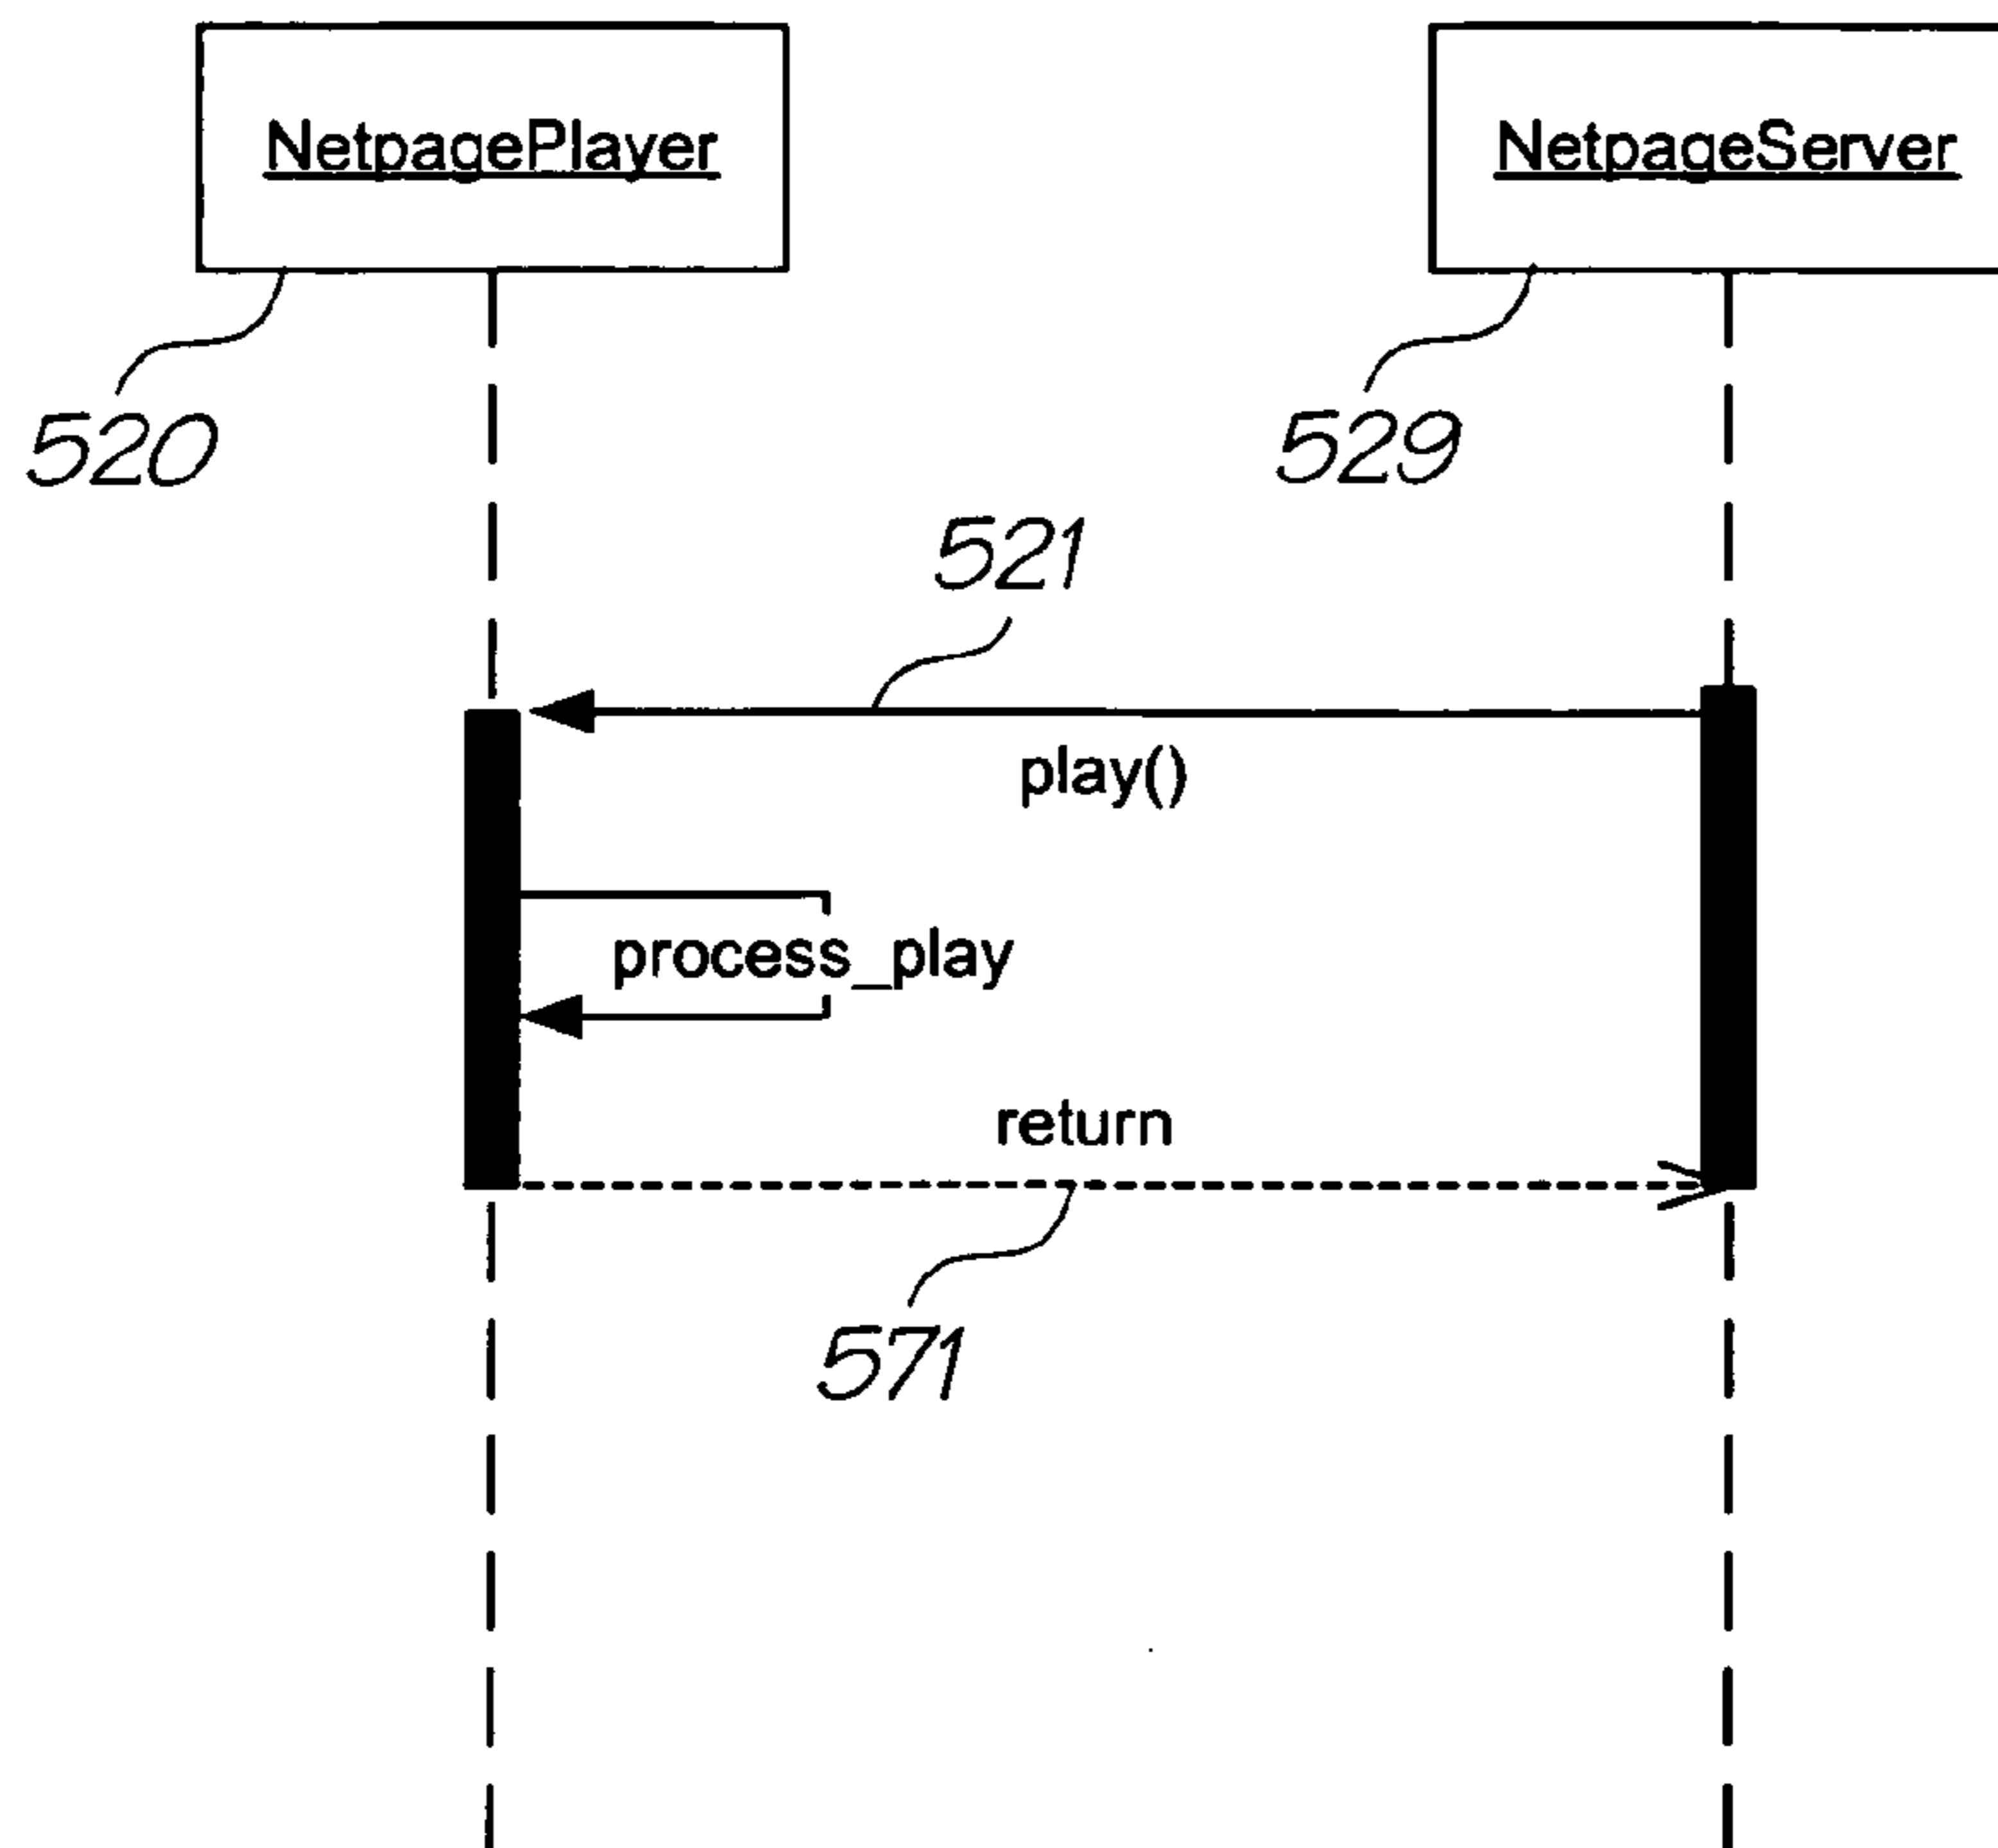 NetpagePlayer
NetpageServer
520
529
521
play()
process_play
return
571